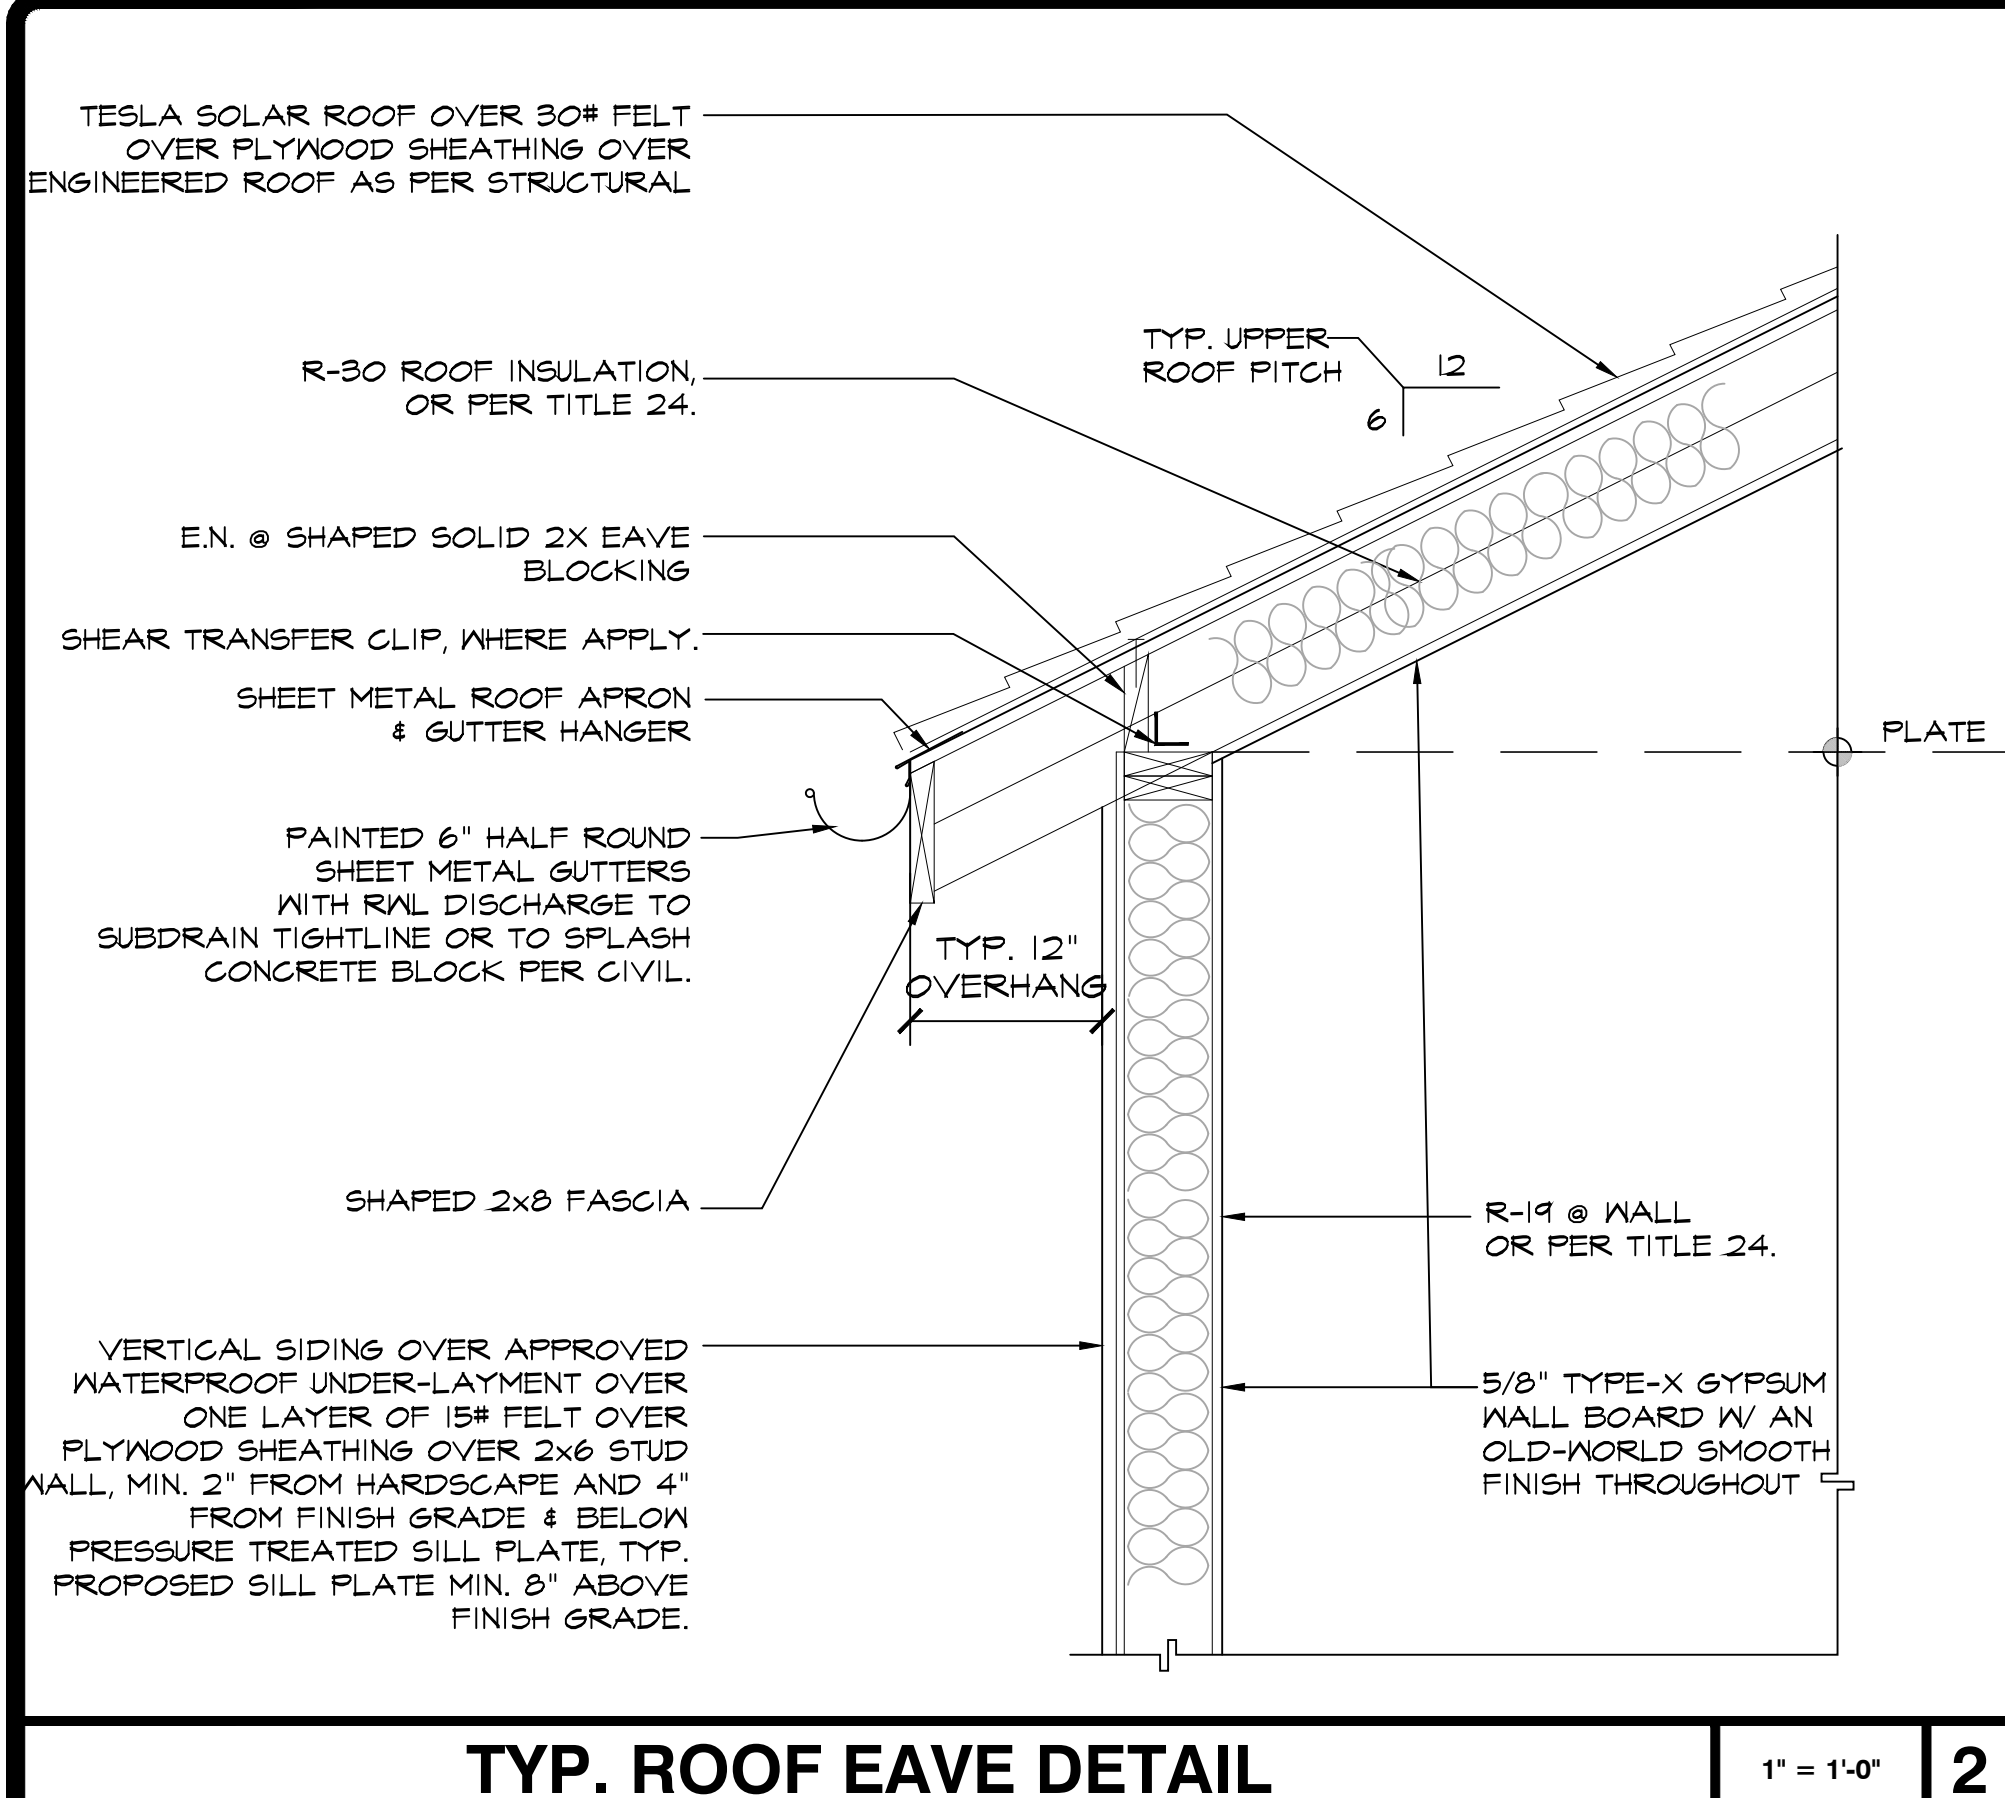 TESLA SOLAR ROOF OVER 30# FELT
OVER PLYWOOD SHEATHING OVER
ENGINEERED ROOF AS PER STRUCTURAL
TYP. UPPER
ROOF PITCH
12
6
R-30 ROOF INSULATION,
OR PER TITLE 24.
E.N. @ SHAPED SOLID 2X EAVE
BLOCKING
SHEAR TRANSFER CLIP, WHERE APPLY.
SHEET METAL ROOF APRON
& GUTTER HANGER
PLATE
PAINTED 6" HALF ROUND
SHEET METAL GUTTERS
WITH RWL DISCHARGE TO
SUBDRAIN TIGHTLINE OR TO SPLASH
CONCRETE BLOCK PER CIVIL.
TYP. 12"
OVERHANG
SHAPED 2x8 FASCIA
R-19 @ WALL
OR PER TITLE 24.
VERTICAL SIDING OVER APPROVED
WATERPROOF UNDER-LAYMENT OVER
ONE LAYER OF 15# FELT OVER
PLYWOOD SHEATHING OVER 2x6 STUD
WALL, MIN. 2" FROM HARDSCAPE AND 4"
FROM FINISH GRADE & BELOW
PRESSURE TREATED SILL PLATE, TYP.
PROPOSED SILL PLATE MIN. 8" ABOVE
FINISH GRADE.
5/8" TYPE-X GYPSUM
WALL BOARD W/ AN
OLD-WORLD SMOOTH
FINISH THROUGHOUT
TYP. ROOF EAVE DETAIL
1" = 1'-0"
2